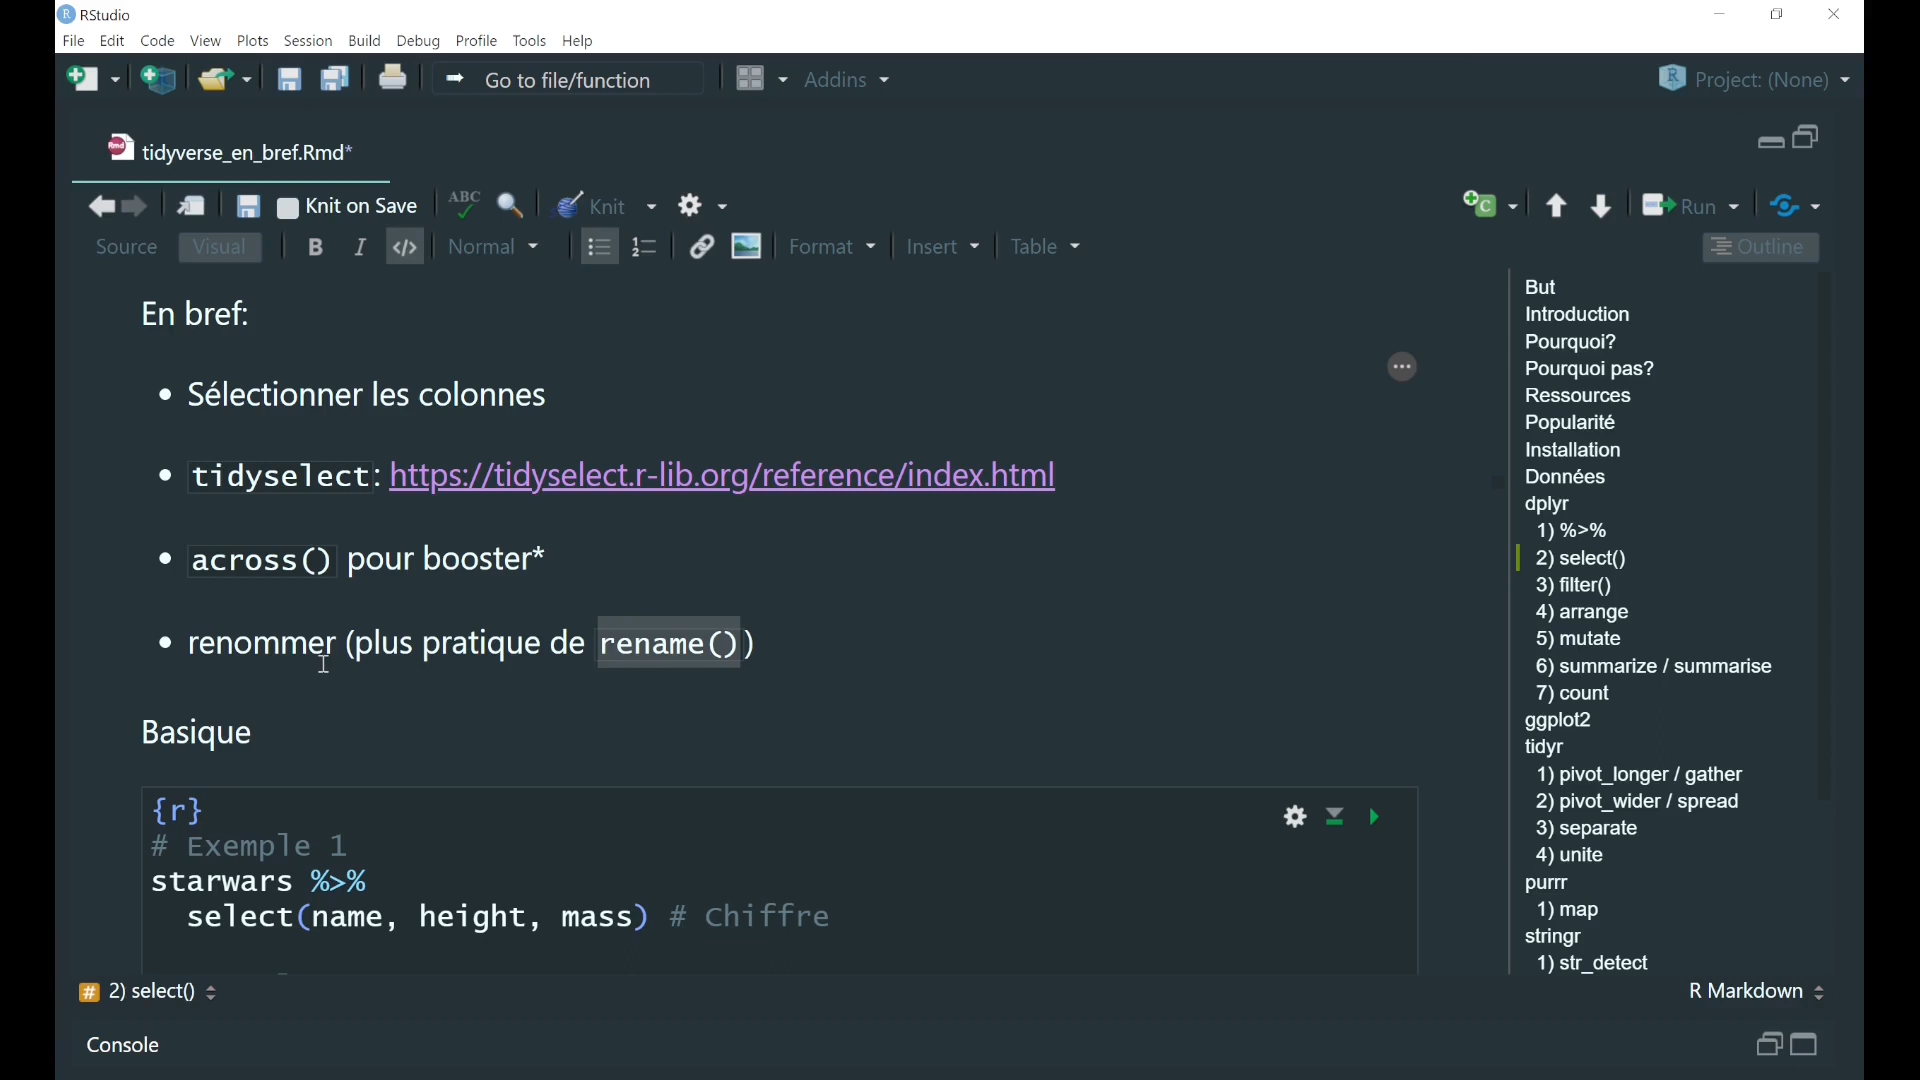 RStudio
File Edit Code View Plots Session Build Debug Profile Tools Help
Go to file/function Addins Project: (None)
tidyverse_en_bref.Rmd*
Knit on Save ABC Knit Run
Source Visual B I </> Normal Format Insert Table Outline
En bref:
• Sélectionner les colonnes
• tidyselect: https://tidyselect.r-lib.org/reference/index.html
• across() pour booster*
• renommer (plus pratique de rename())
Basique
{r}
# Exemple 1
starwars %>%
select(name, height, mass) # Chiffre
But
Introduction
Pourquoi?
Pourquoi pas?
Ressources
Popularité
Installation
Données
dplyr
1) %>%
2) select()
3) filter()
4) arrange
5) mutate
6) summarize / summarise
7) count
ggplot2
tidyr
1) pivot_longer / gather
2) pivot_wider / spread
3) separate
4) unite
purrr
1) map
stringr
1) str_detect
# 2) select() R Markdown
Console